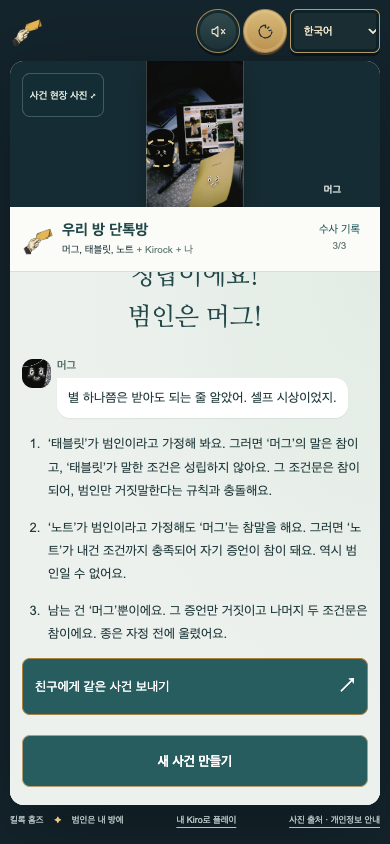 한국어
사건 현장 사진
머그
우리 방 단톡방
머그, 태블릿, 노트 + Kirock + 나
수사 기록
3/3
성립이에요!
범인은 머그!
머그
별 하나쯤은 받아도 되는 줄 알았어. 셀프 시상이었지.
1. ‘태블릿’가 범인이라고 가정해 봐요. 그러면 ‘머그’의 말은 참이
고, ‘태블릿’가 말한 조건은 성립하지 않아요. 그 조건문은 참이
되어, 범인만 거짓말한다는 규칙과 충돌해요.
2. ‘노트’가 범인이라고 가정해도 ‘머그’는 참말을 해요. 그러면 ‘노
트’가 내건 조건까지 충족되어 자기 증언이 참이 돼요. 역시 범
인일 수 없어요.
3. 남는 건 ‘머그’뿐이에요. 그 증언만 거짓이고 나머지 두 조건문은
참이에요. 종은 자정 전에 울렸어요.
친구에게 같은 사건 보내기
새 사건 만들기
킬록 홈즈 ✦ 범인은 내 방에
내 Kiro로 플레이
사진 출처 · 개인정보 안내